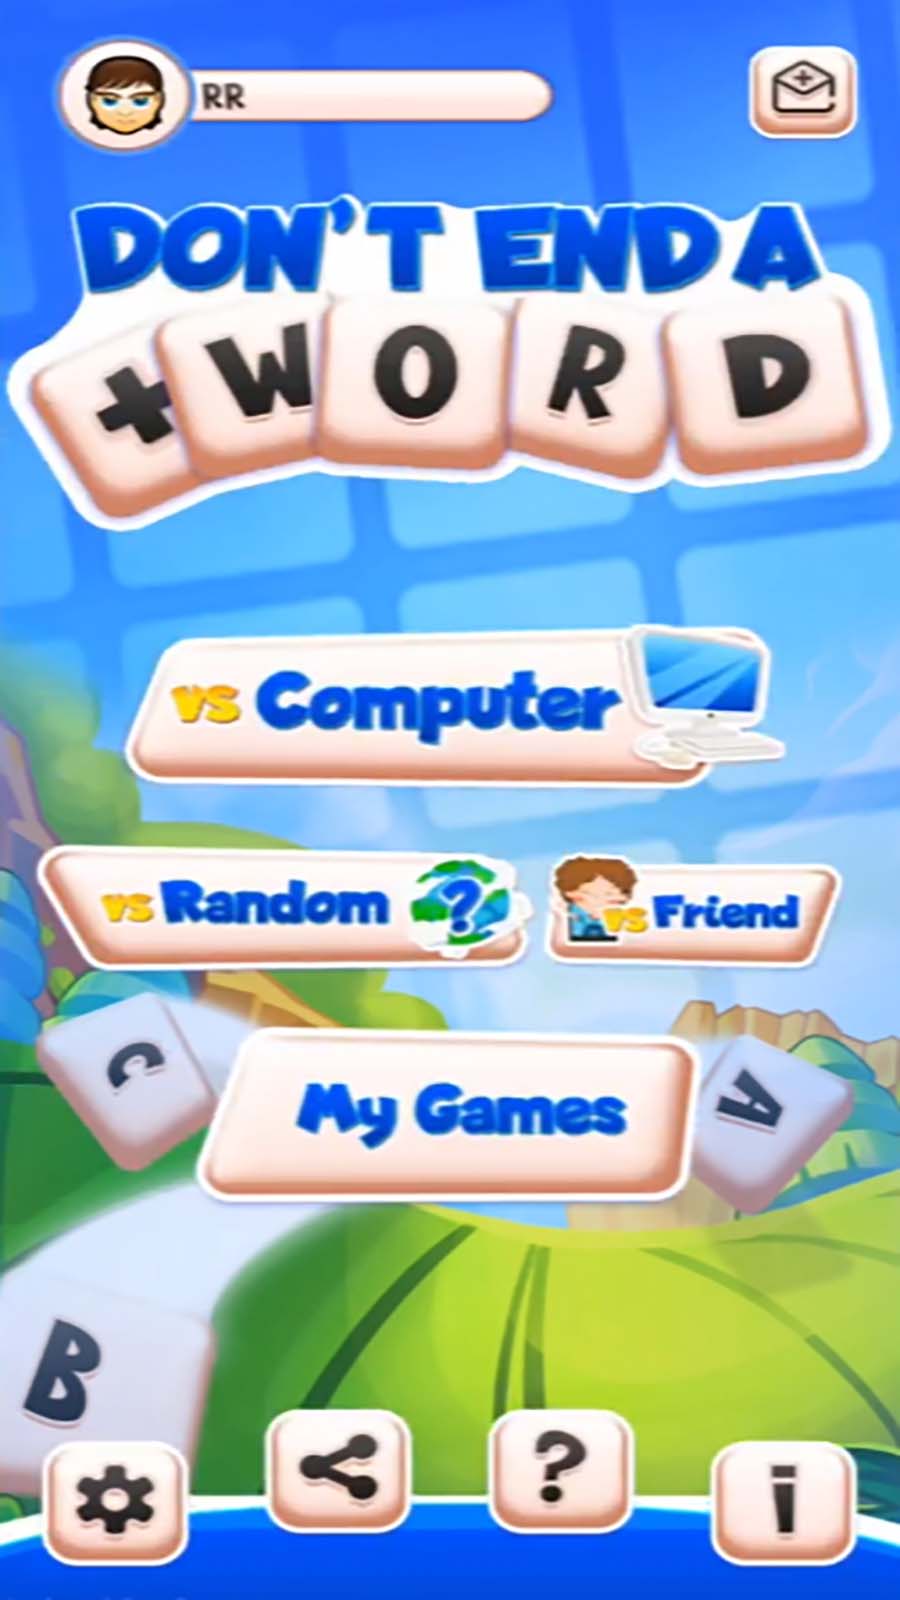 RR
DON'T END A
+WORD
vs Computer
vs Random ?
vs Friend
C
My Games
A
B
? i